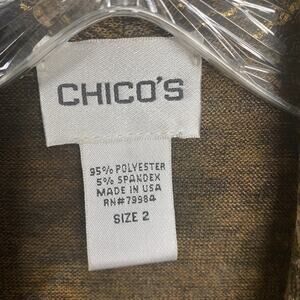 CHICO'S
95% POLYESTER
5% SPANDEX
MADE IN USA
RN#79984
SIZE 2